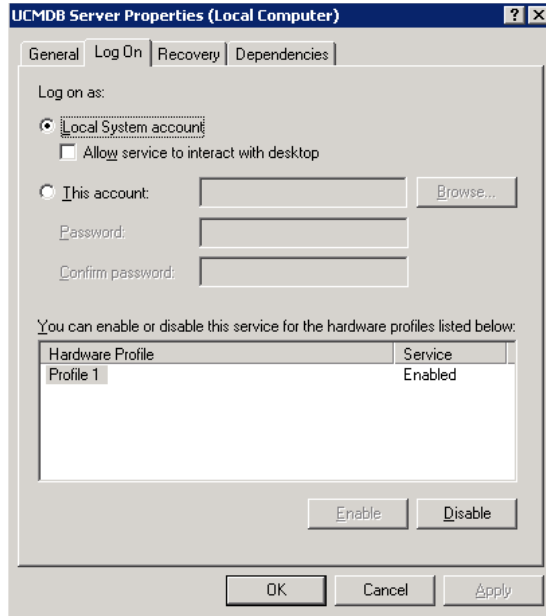 UCMDB Server Properties (Local Computer)
General Log On Recovery Dependencies
Log on as:
Local System account
Allow service to interact with desktop
This account: Browse...
Password:
Confirm password:
You can enable or disable this service for the hardware profiles listed below:
Hardware Profile Service
Profile 1 Enabled
Enable Disable
OK Cancel Apply